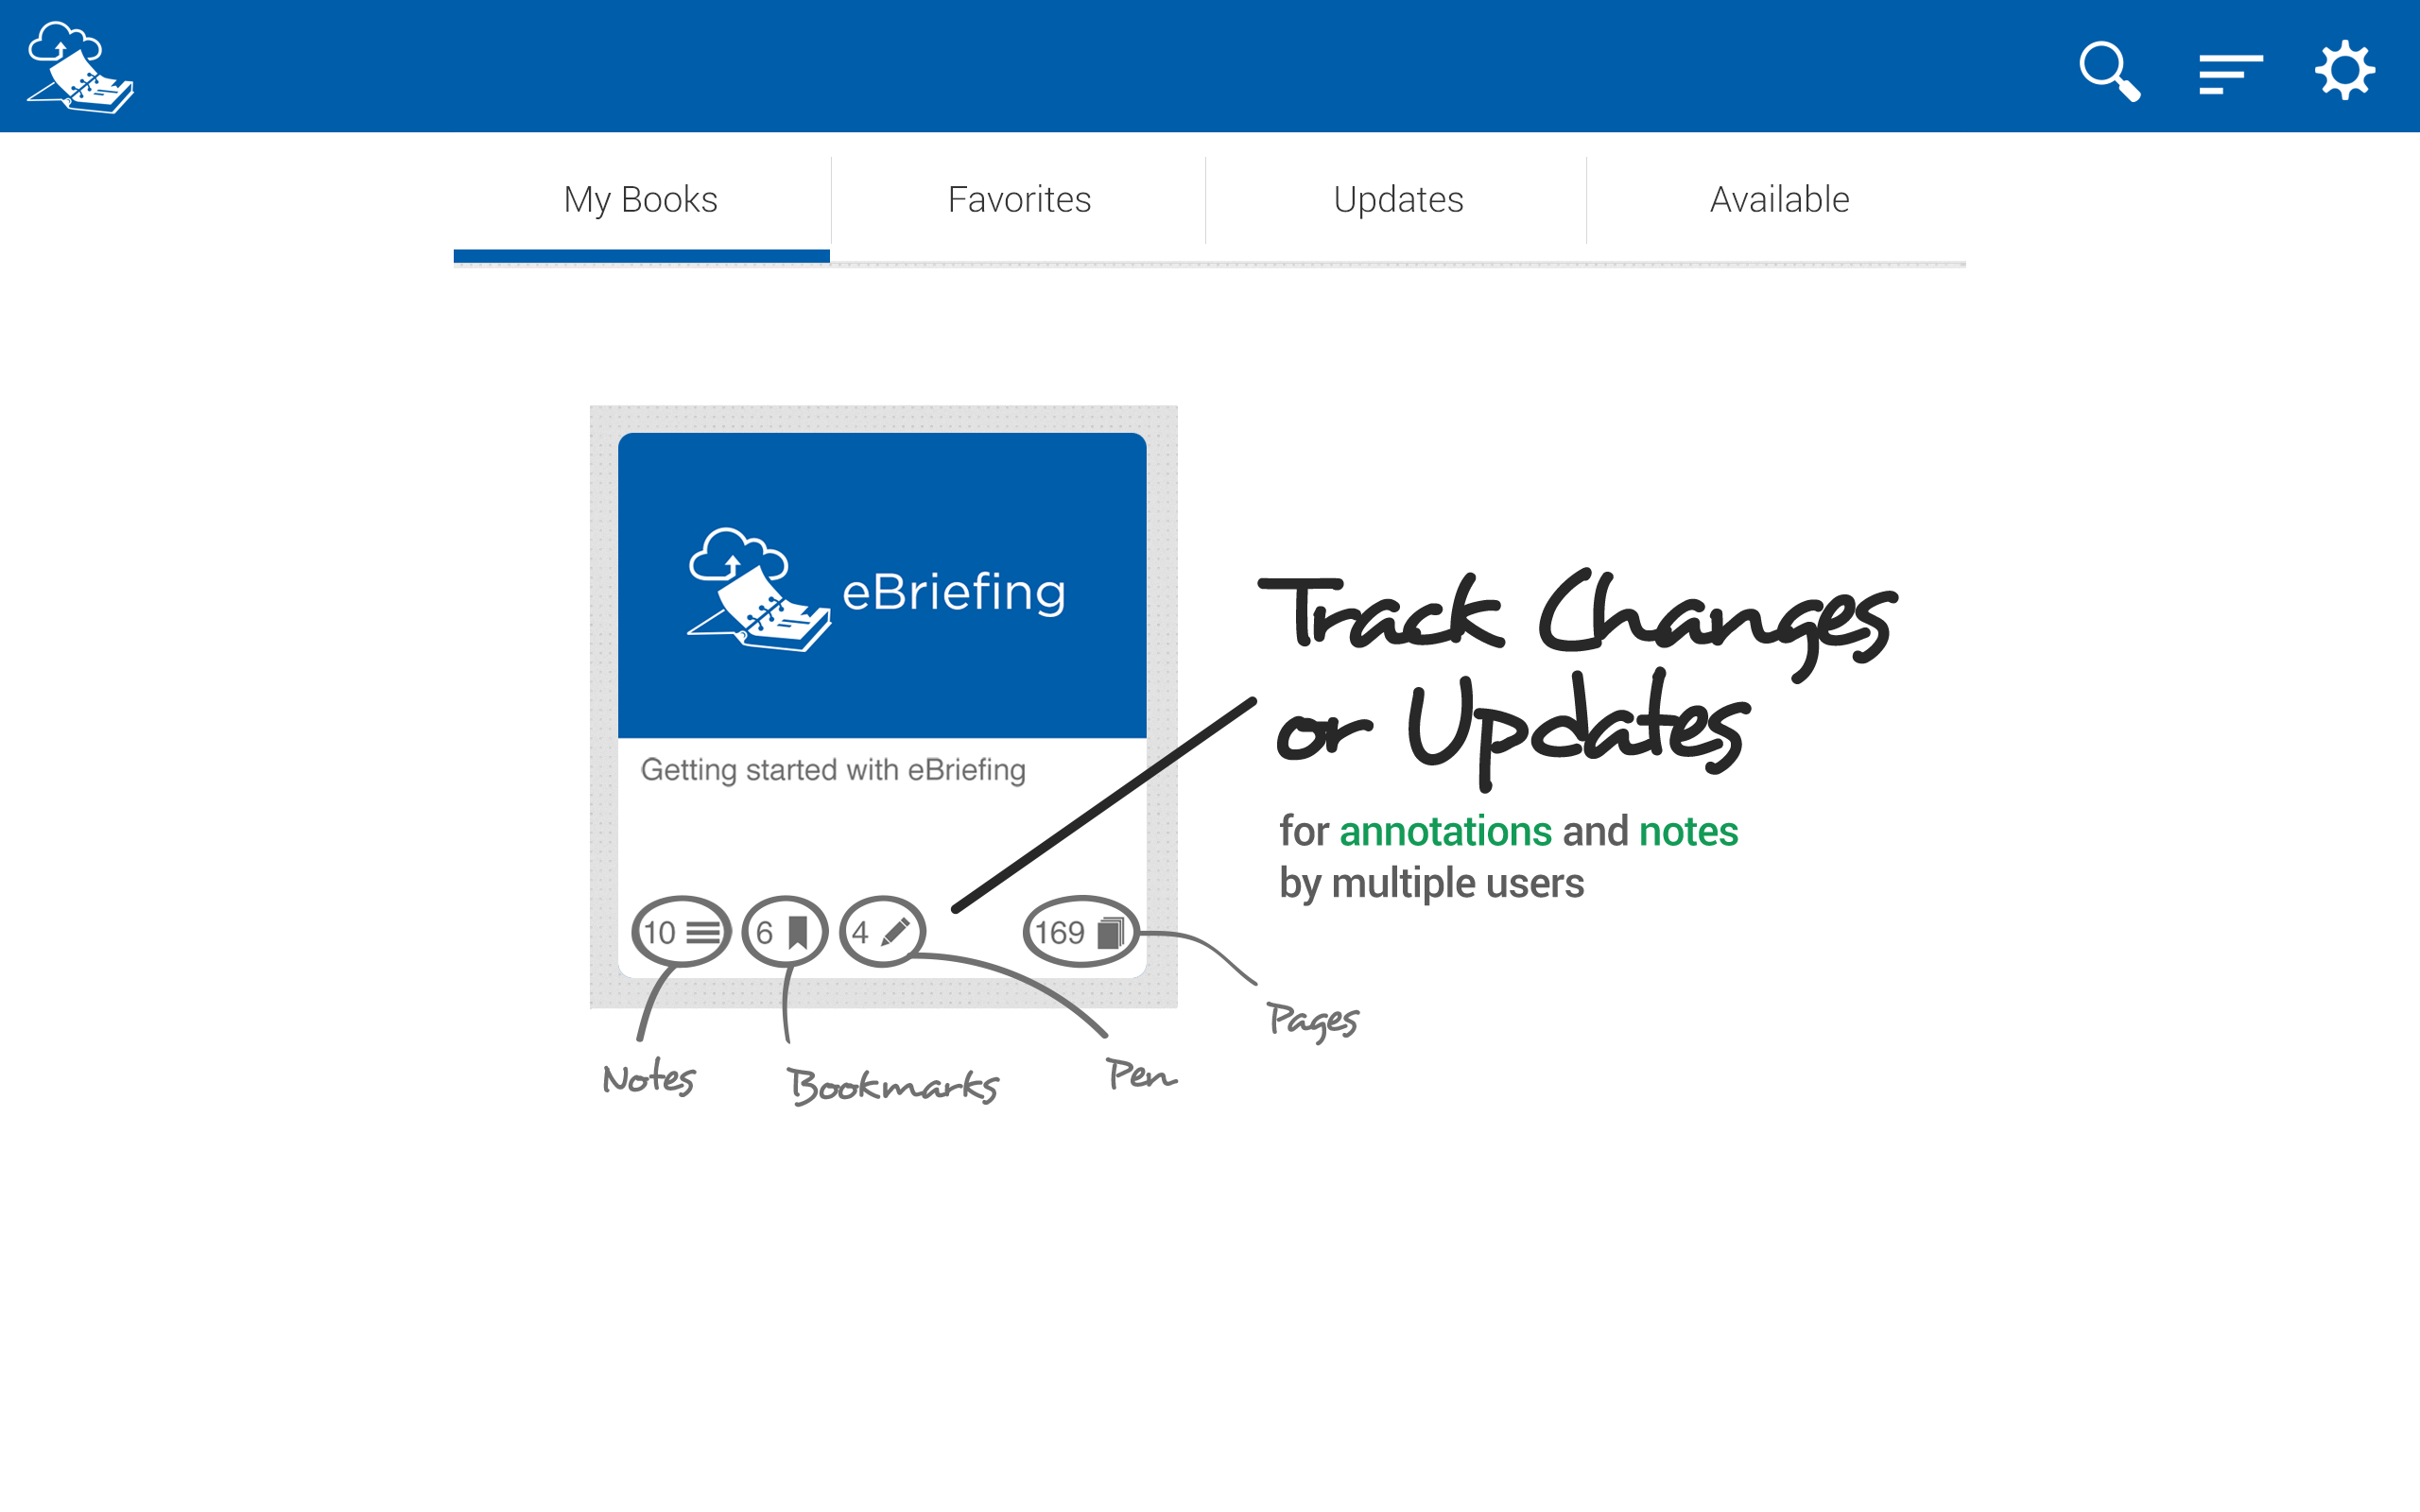 My Books
Favorites
Updates
Available
eBriefing
Getting started with eBriefing
Track Changes
or Updates
for annotations and notes
by multiple users
10
6
4
169
Pages
Notes
Bookmarks
Pen